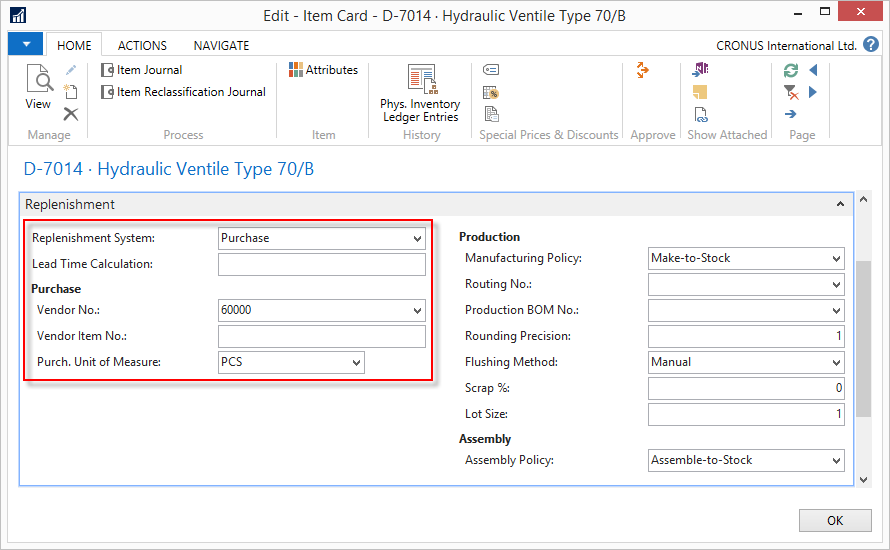 Edit - Item Card - D-7014 · Hydraulic Ventile Type 70/B
HOME ACTIONS NAVIGATE CRONUS International Ltd. ?
View
Item Journal
Item Reclassification Journal
Attributes
Phys. Inventory
Ledger Entries
Manage Process Item History Special Prices & Discounts Approve Show Attached Page
D-7014 · Hydraulic Ventile Type 70/B
Replenishment
Replenishment System: Purchase
Lead Time Calculation:
Purchase
Vendor No.: 60000
Vendor Item No.:
Purch. Unit of Measure: PCS
Production
Manufacturing Policy: Make-to-Stock
Routing No.:
Production BOM No.:
Rounding Precision: 1
Flushing Method: Manual
Scrap %: 0
Lot Size: 1
Assembly
Assembly Policy: Assemble-to-Stock
OK